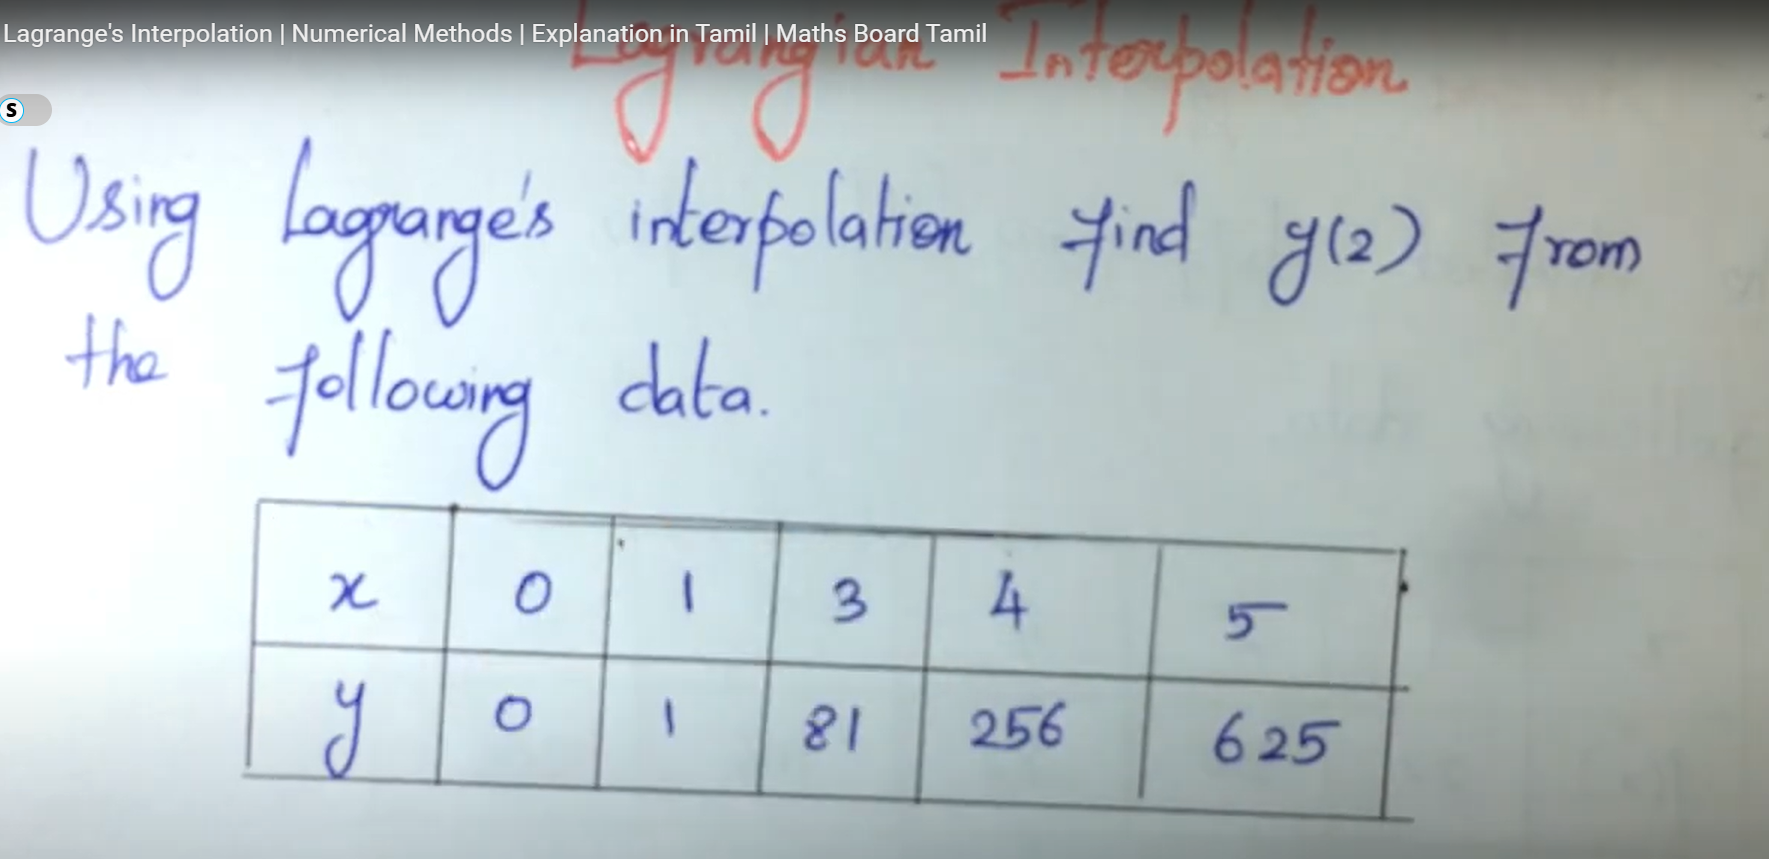 Lagrange's Interpolation | Numerical Methods | Explanation in Tamil | Maths Board Tamil
Lagrangian Interpolation
S
Using Lagrange's interpolation find y(2) from
the following data.
x 0 1 3 4 5
y 0 1 81 256 625